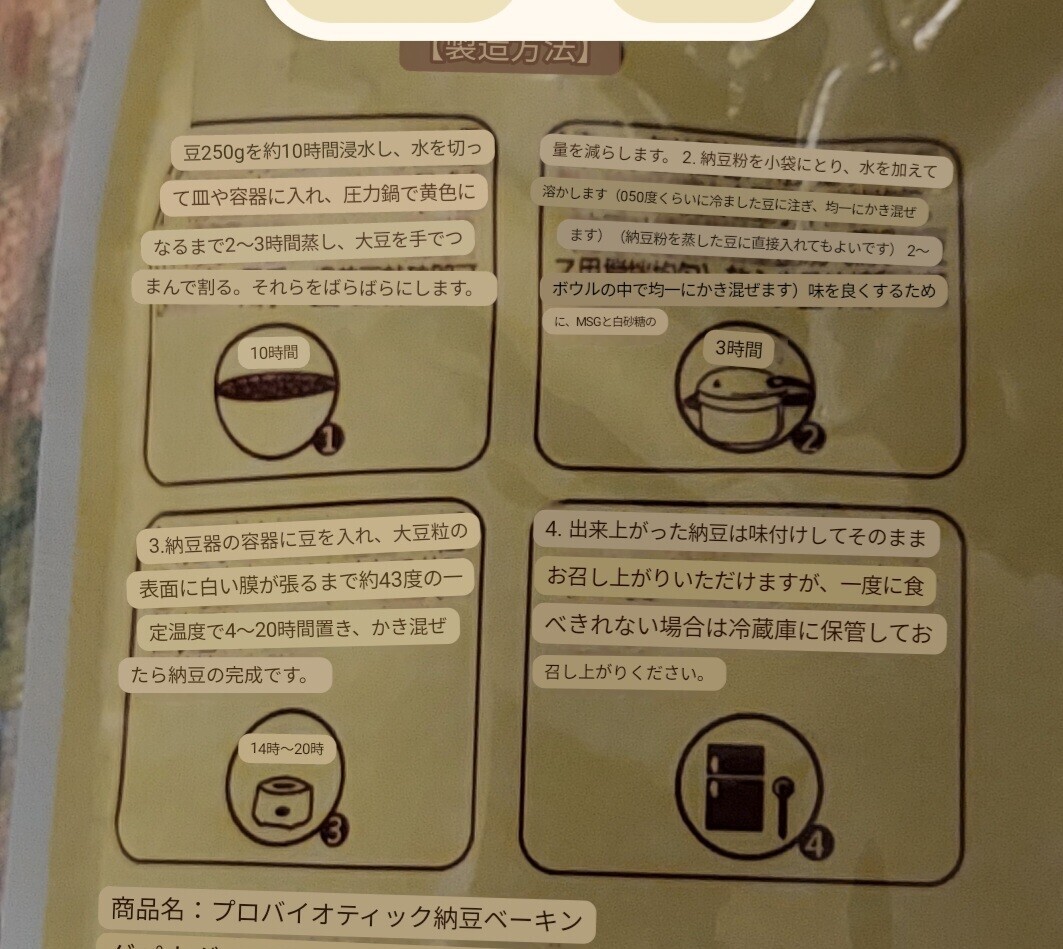 【製造方法】
豆250gを約10時間浸水し、水を切っ
て皿や容器に入れ、圧力鍋で黄色に
なるまで2〜3時間蒸し、大豆を手でつ
まんで割る。それらをばらばらにします。
10時間
1
量を減らします。 2. 納豆粉を小袋にとり、水を加えて
溶かします（050度くらいに冷ました豆に注ぎ、均一にかき混ぜ
ます）（納豆粉を蒸した豆に直接入れてもよいです） 2〜
ボウルの中で均一にかき混ぜます）味を良くするため
に、MSGと白砂糖の
3時間
2
3.納豆器の容器に豆を入れ、大豆粒の
表面に白い膜が張るまで約43度の一
定温度で4〜20時間置き、かき混ぜ
たら納豆の完成です。
14時〜20時
3
4. 出来上がった納豆は味付けしてそのまま
お召し上がりいただけますが、一度に食
べきれない場合は冷蔵庫に保管してお
召し上がりください。
4
商品名：プロバイオティック納豆ベーキン